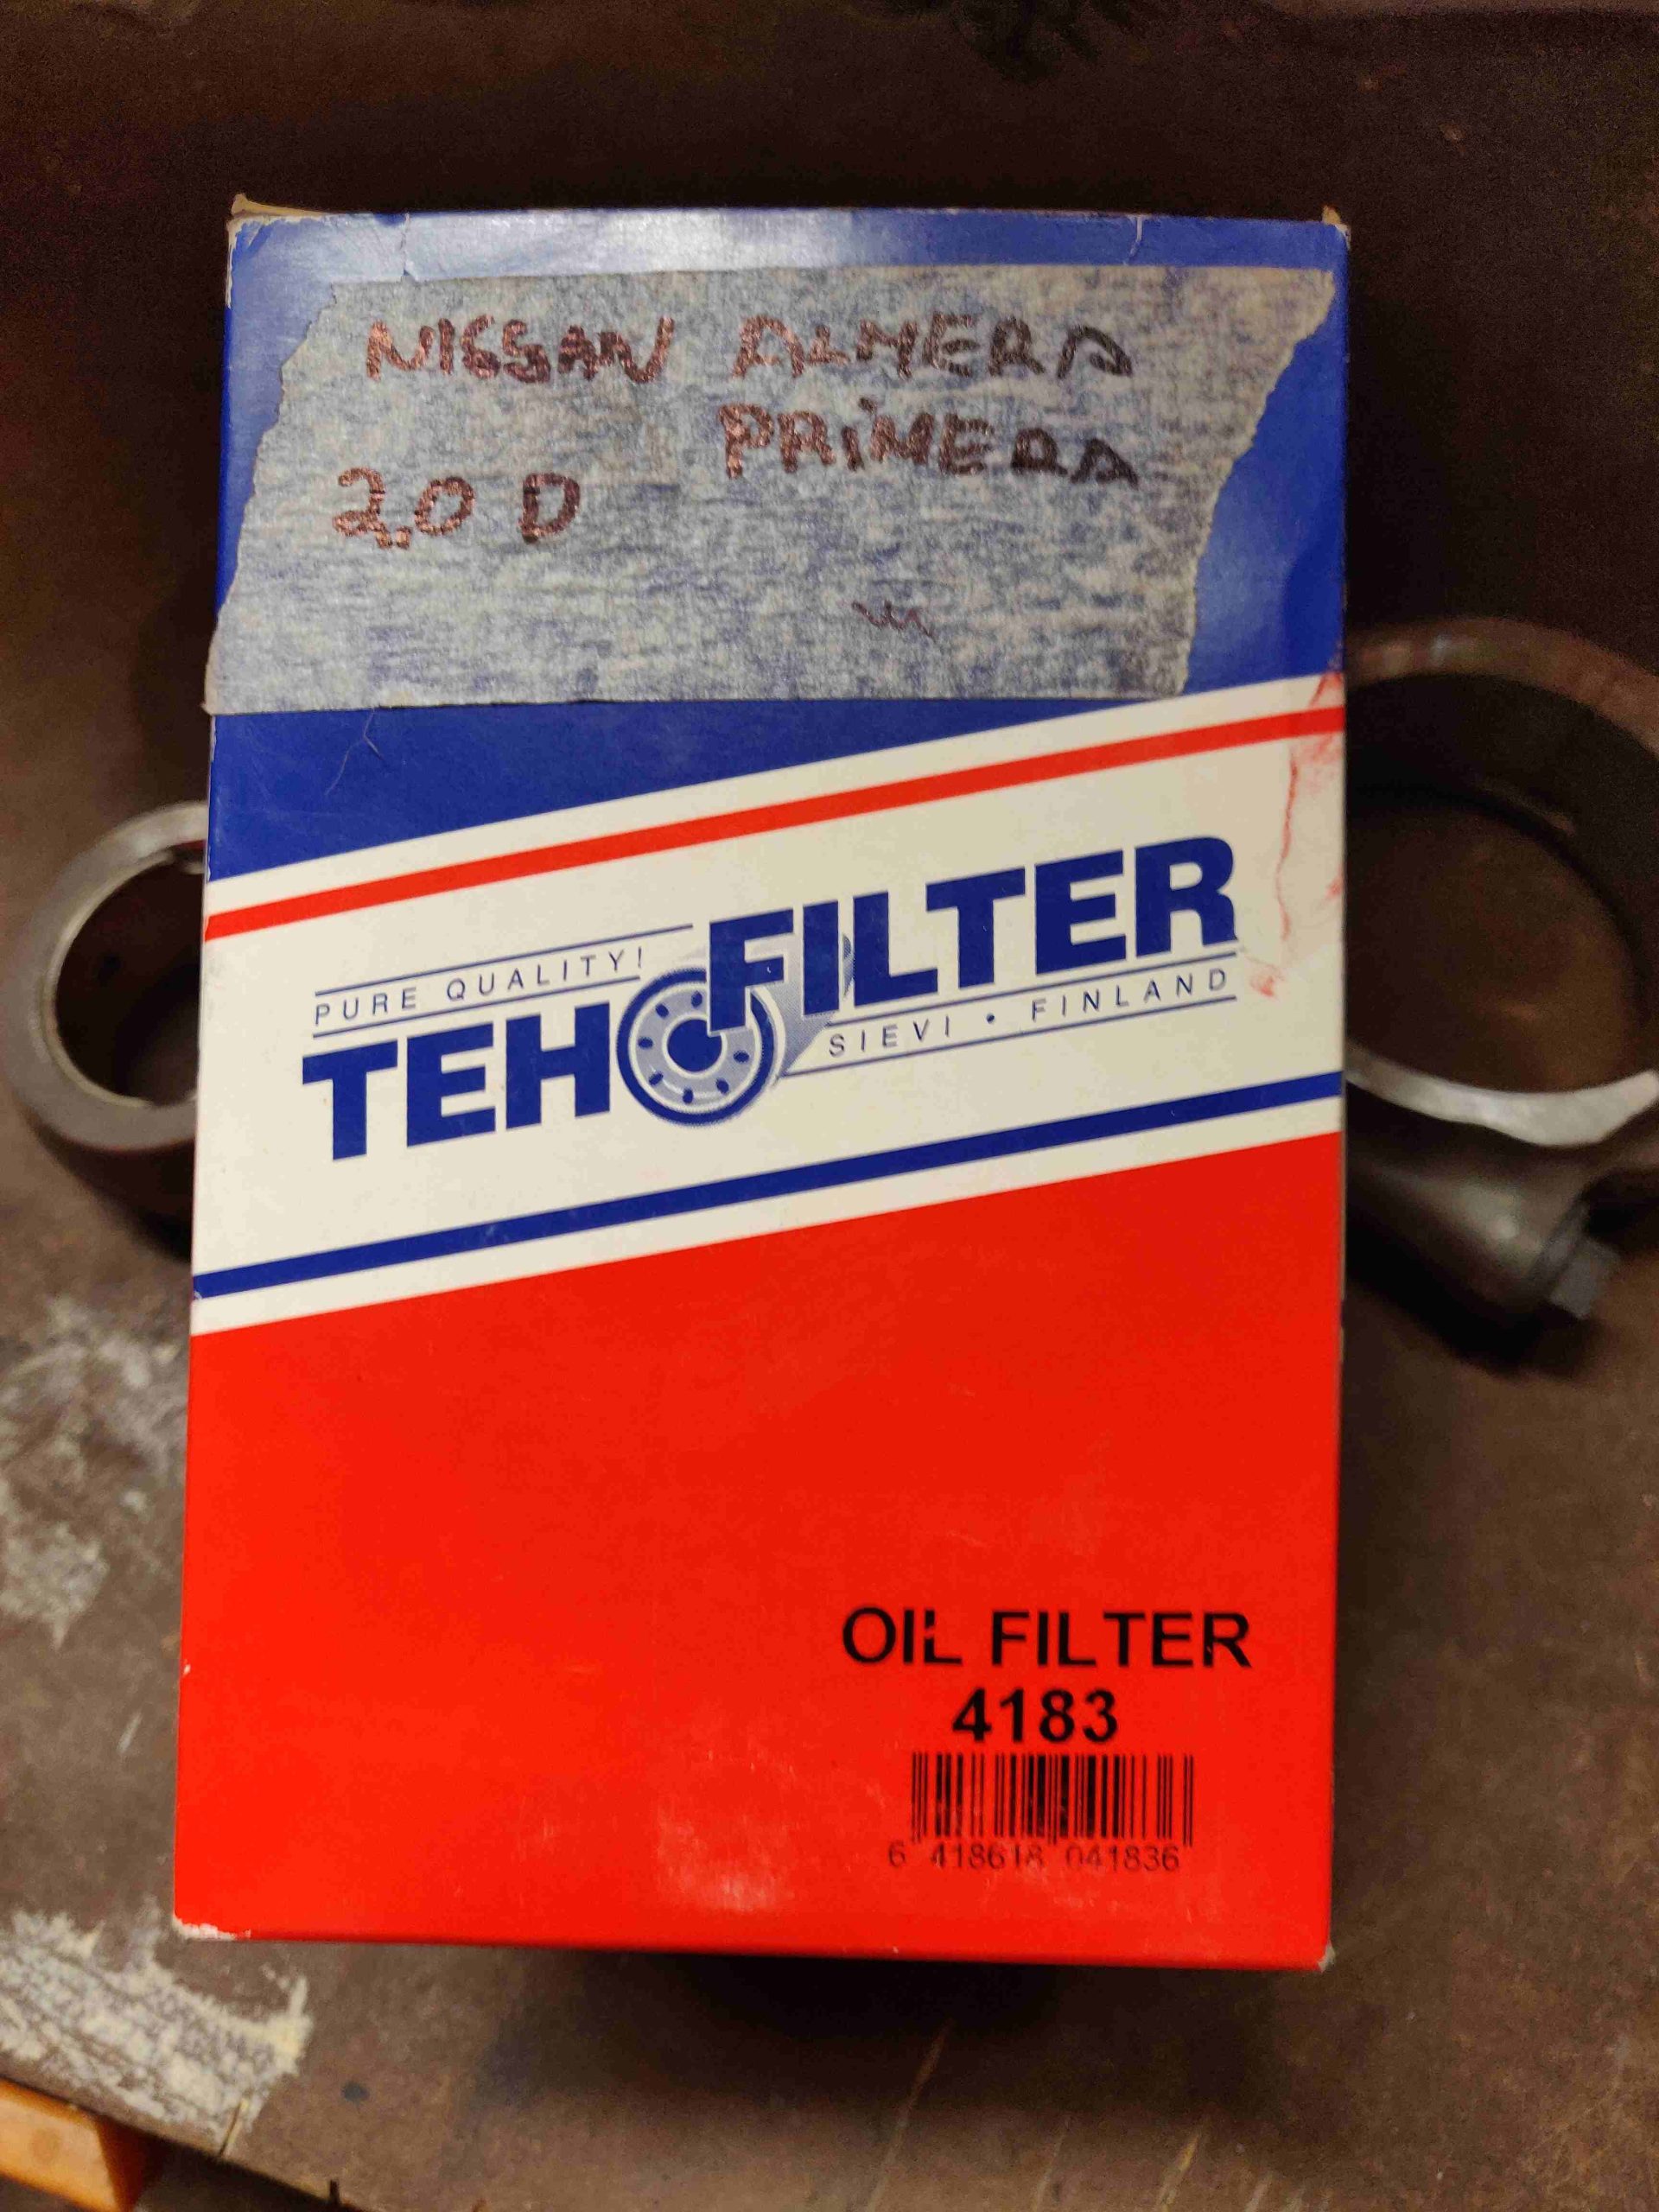 NISSAN ALMERA
PRIMERA
2,0 D
PURE QUALITY!
TEHOFILTER
SIEVI • FINLAND
OIL FILTER
4183
6 418618 041836